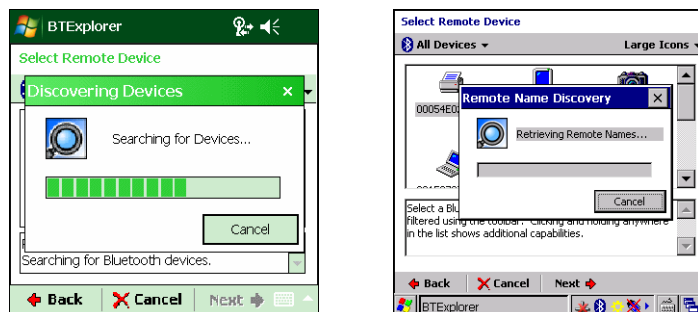 BTExplorer
Select Remote Device
Discovering Devices
Searching for Devices...
Cancel
Searching for Bluetooth devices.
Back Cancel Next
Select Remote Device
All Devices Large Icons
00054E0
Remote Name Discovery
Retrieving Remote Names...
Cancel
Select a Blu
filtered using the toolbar. Clicking and holding anywhere
in the list shows additional capabilities.
Back Cancel Next
BTExplorer